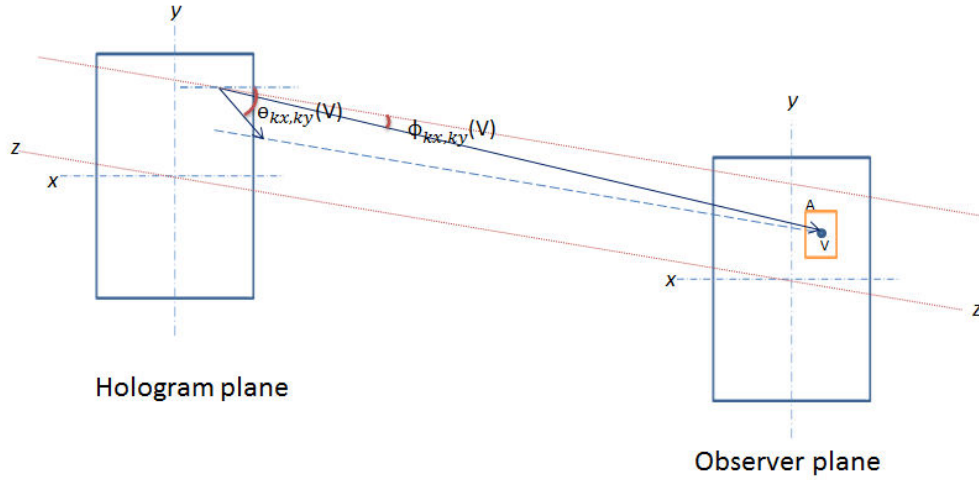 y
θkx,ky(V)
ϕkx,ky(V)
y
z
x
A
V
x
z
Hologram plane
Observer plane